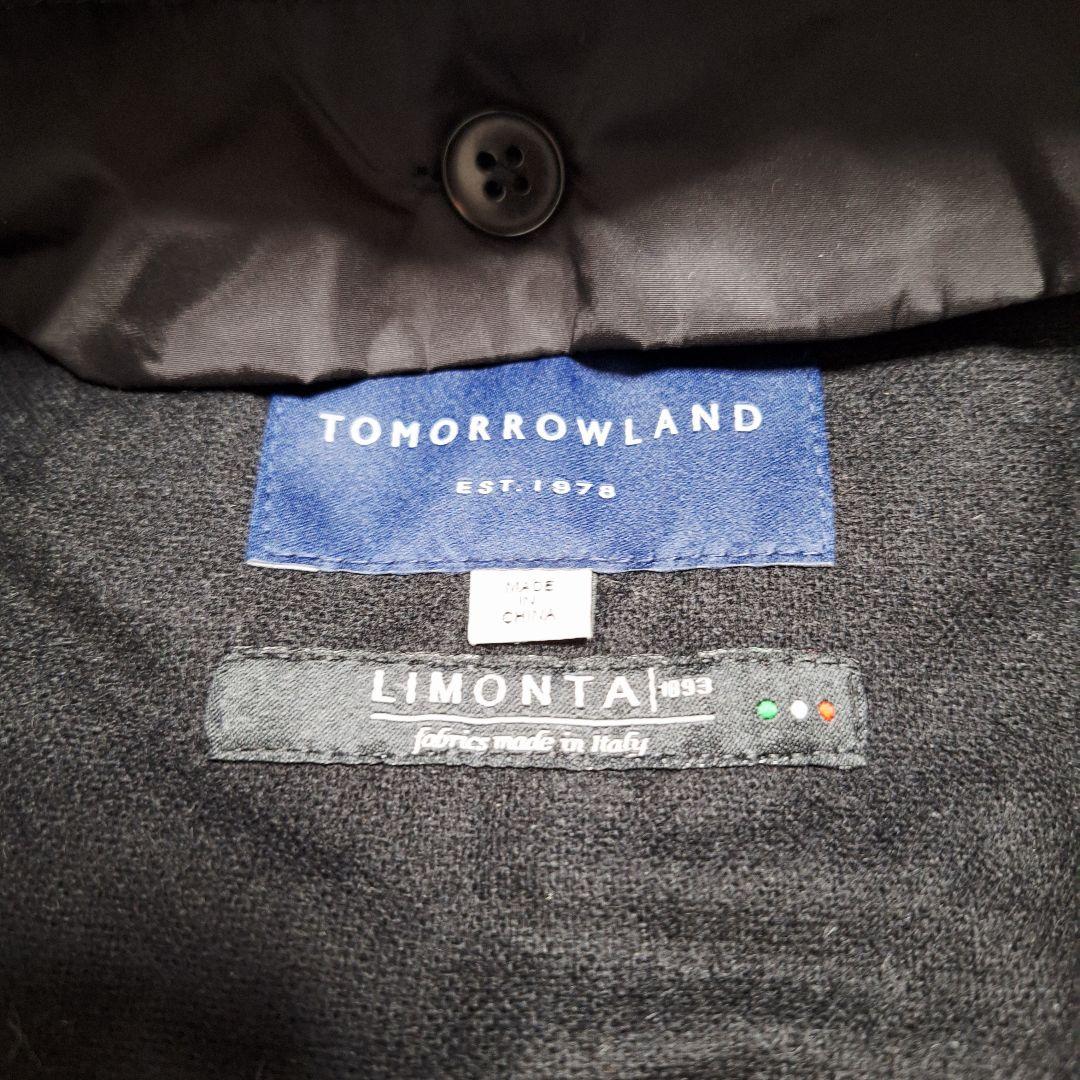 TOMORROWLAND
EST. 1978
MADE
IN
CHINA
LIMONTA|1893
fabrics made in Italy